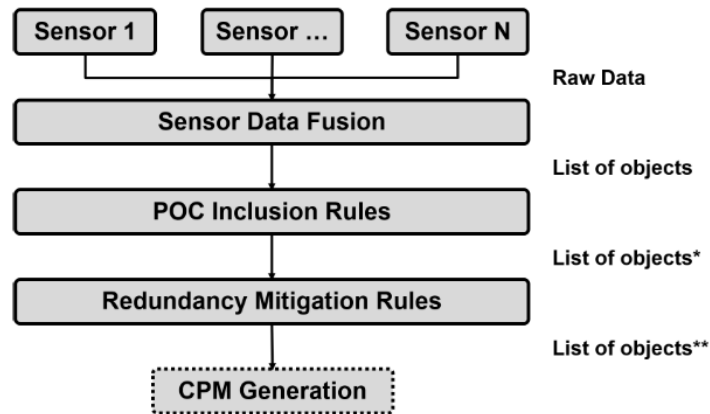 Sensor 1
Sensor ...
Sensor N
Raw Data
Sensor Data Fusion
List of objects
POC Inclusion Rules
List of objects*
Redundancy Mitigation Rules
List of objects**
CPM Generation